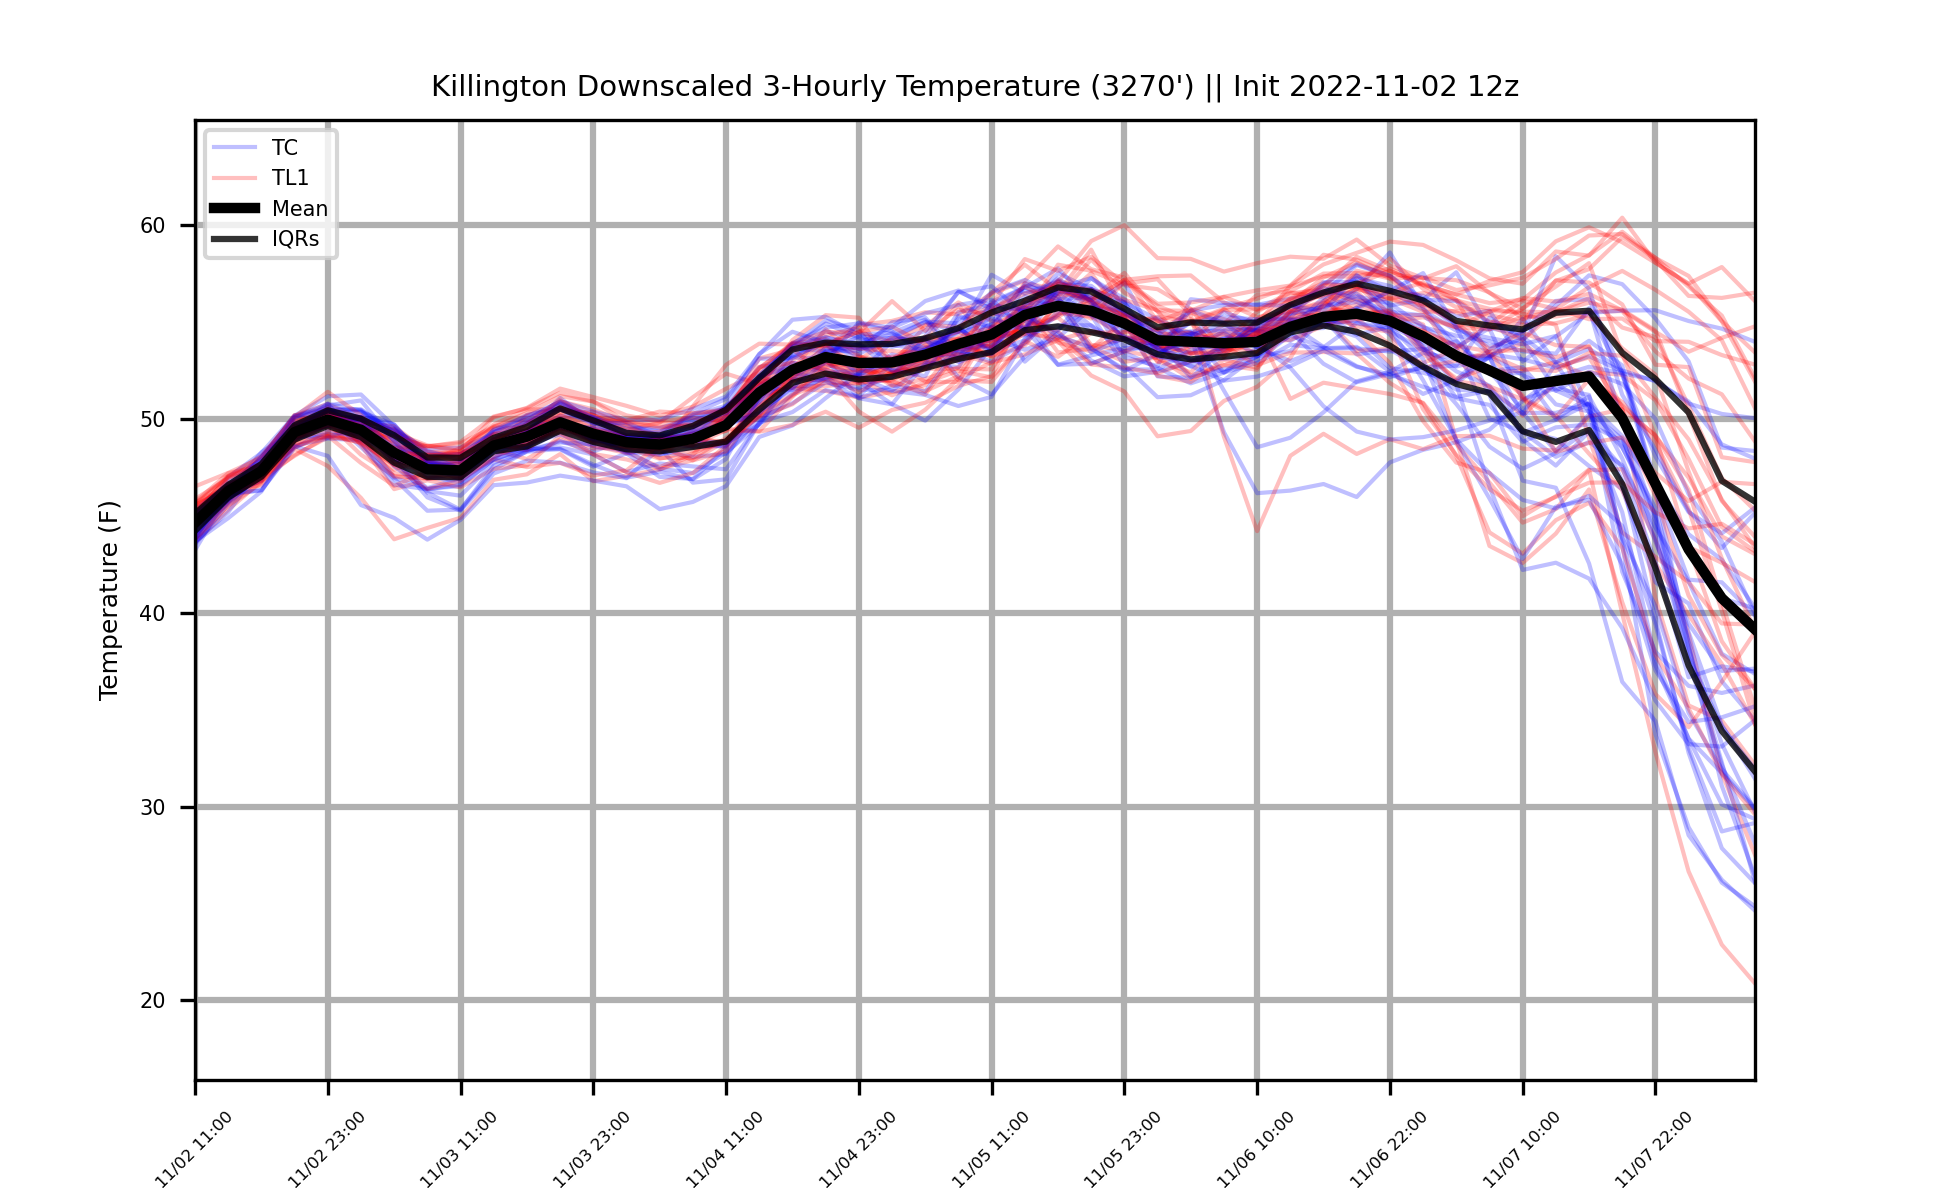 Killington Downscaled 3-Hourly Temperature (3270') || Init 2022-11-02 12z
TC
TL1
Mean
IQRs
Temperature (F)
60
50
40
30
20
11/02 11:00
11/02 23:00
11/03 11:00
11/03 23:00
11/04 11:00
11/04 23:00
11/05 11:00
11/05 23:00
11/06 10:00
11/06 22:00
11/07 10:00
11/07 22:00